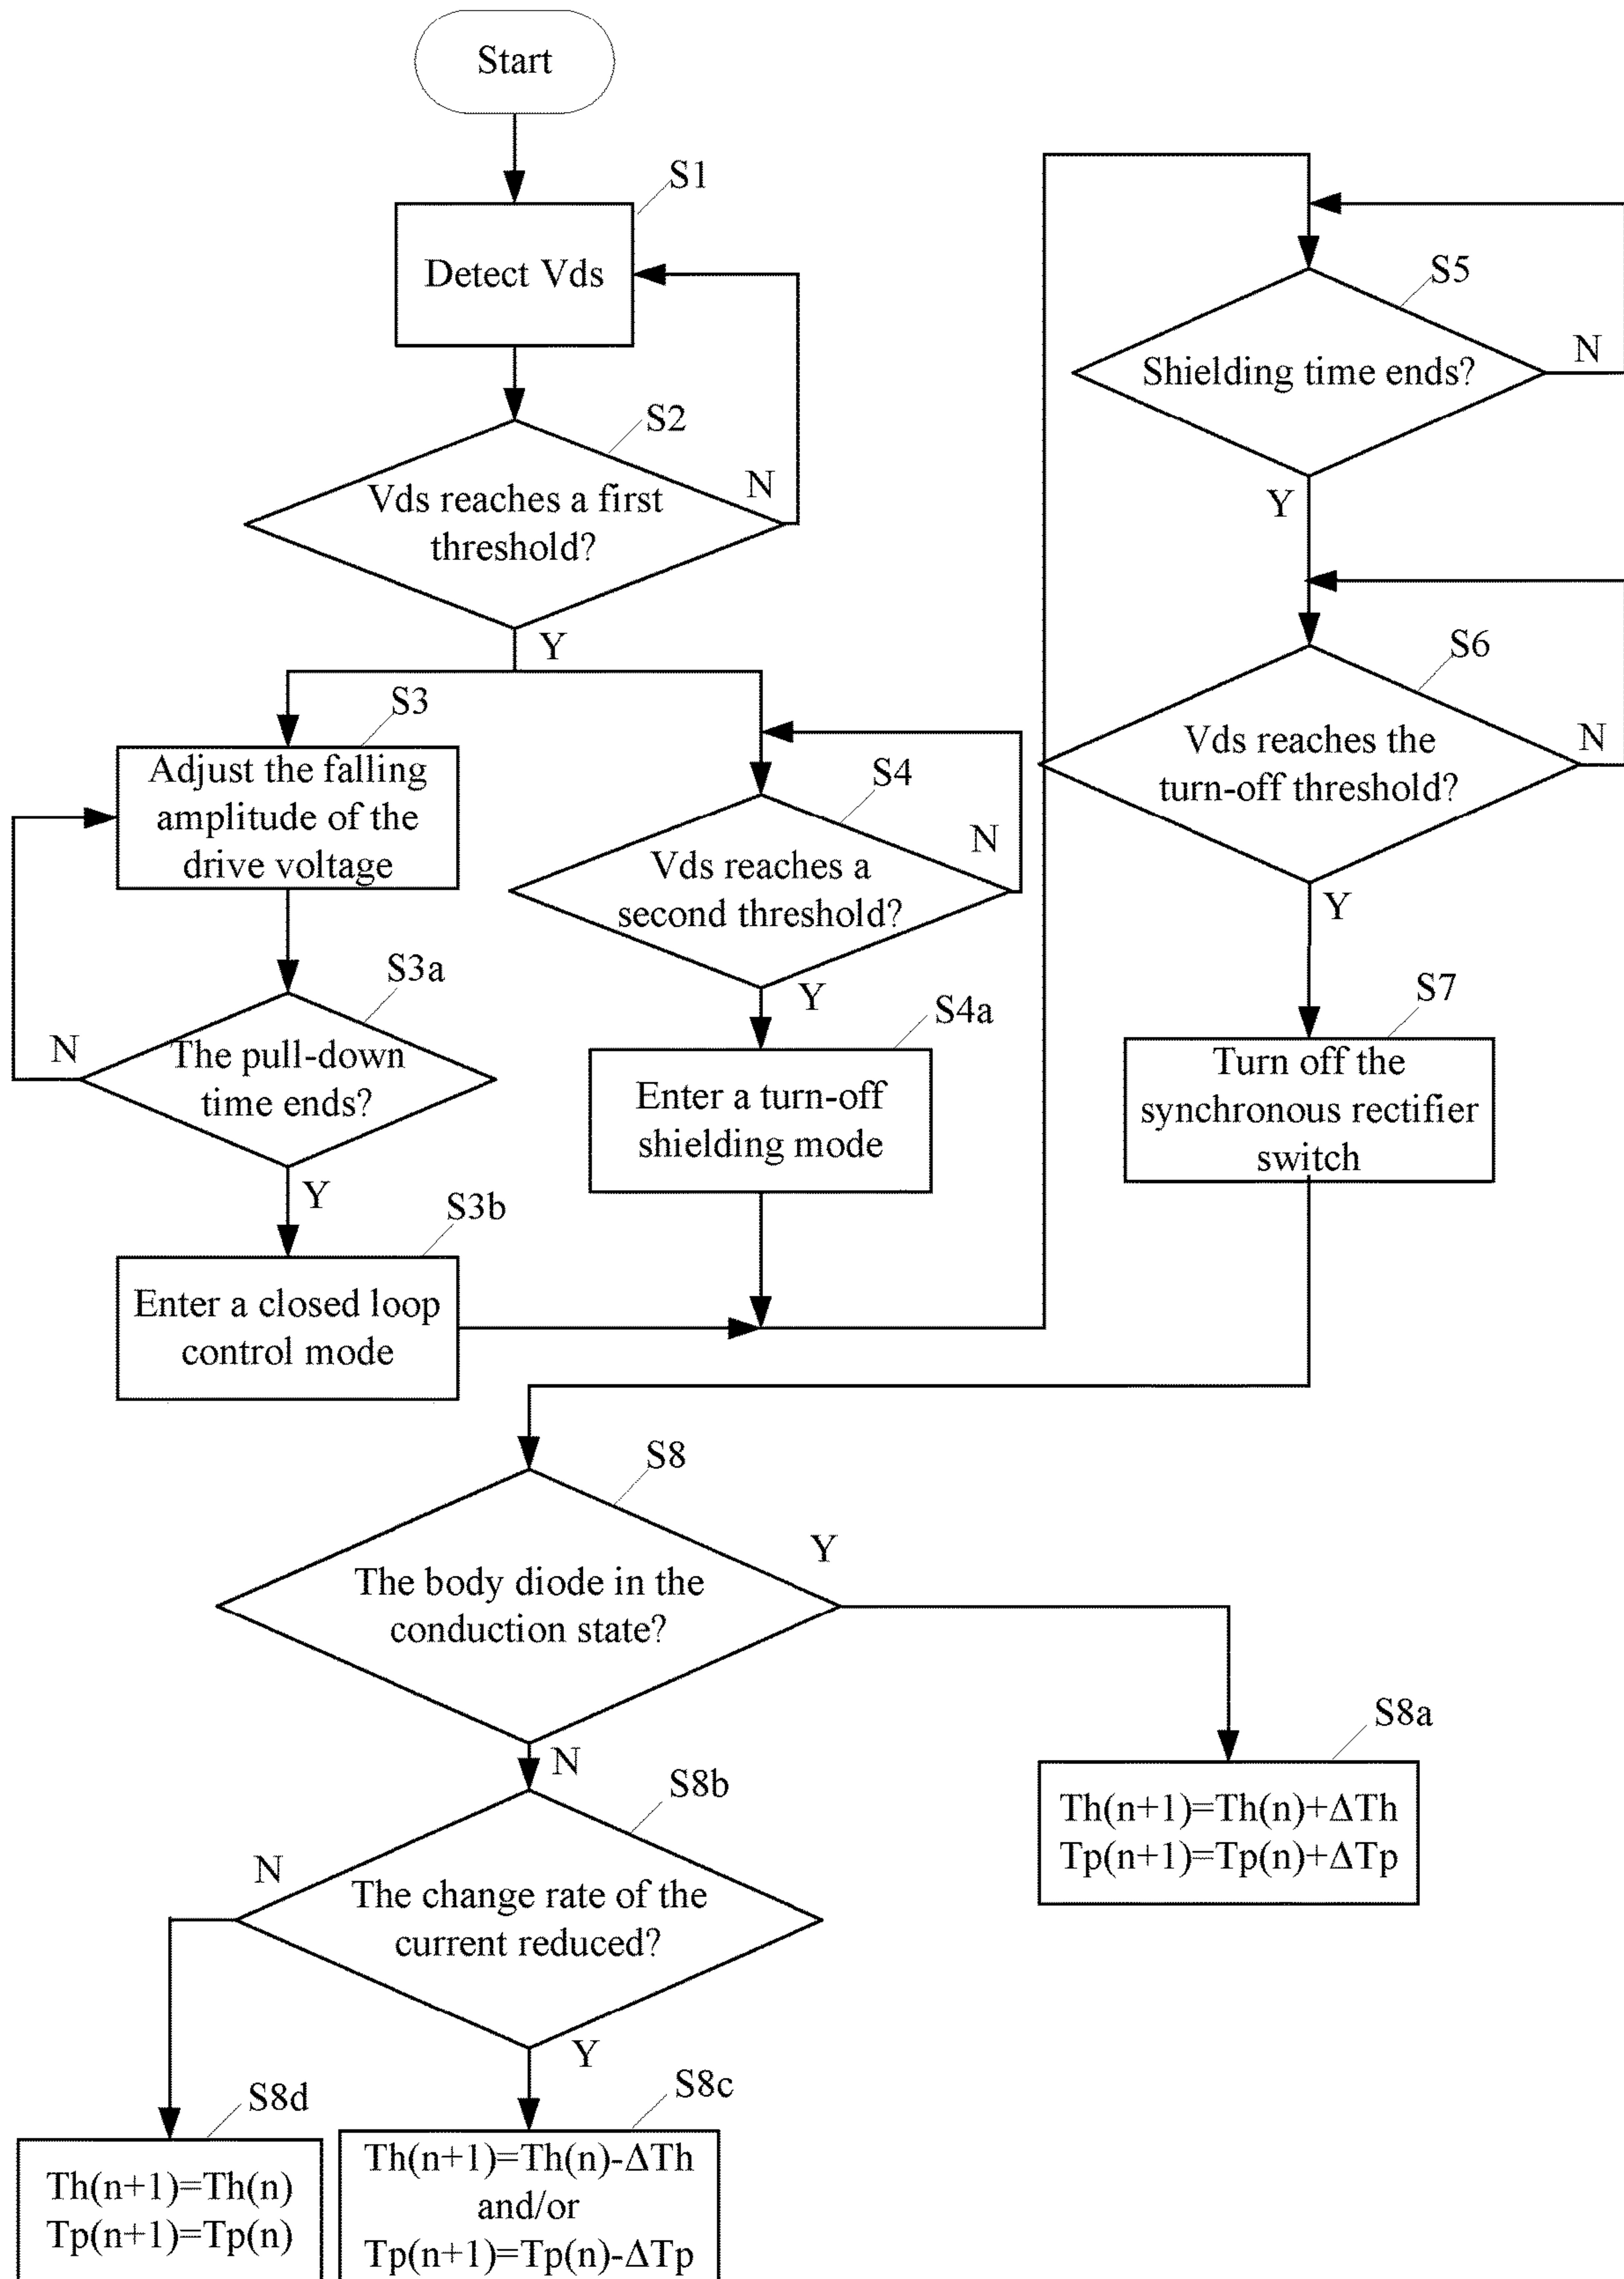 Start
S1
Detect Vds
S2
Vds reaches a first
threshold?
N
Y
S3
Adjust the falling
amplitude of the
drive voltage
S3a
The pull-down
time ends?
N
Y
S3b
Enter a closed loop
control mode
S4
Vds reaches a
second threshold?
N
Y
S4a
Enter a turn-off
shielding mode
S5
Shielding time ends?
N
Y
S6
Vds reaches the
turn-off threshold?
N
Y
S7
Turn off the
synchronous rectifier
switch
S8
The body diode in the
conduction state?
Y
N
S8a
Th(n+1)=Th(n)+ΔTh
Tp(n+1)=Tp(n)+ΔTp
S8b
The change rate of the
current reduced?
N
Y
S8d
Th(n+1)=Th(n)
Tp(n+1)=Tp(n)
S8c
Th(n+1)=Th(n)-ΔTh
and/or
Tp(n+1)=Tp(n)-ΔTp